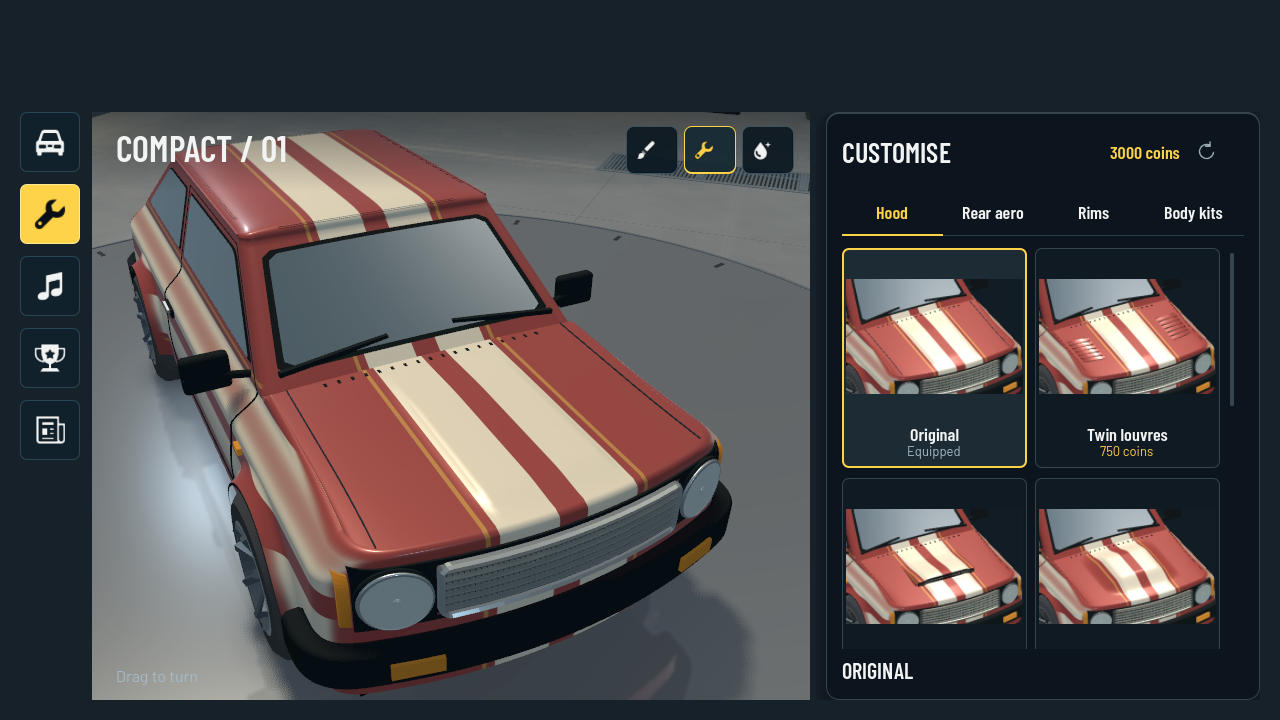 COMPACT / 01
CUSTOMISE
3000 coins
Hood
Rear aero
Rims
Body kits
Original
Equipped
Twin louvres
750 coins
Drag to turn
ORIGINAL